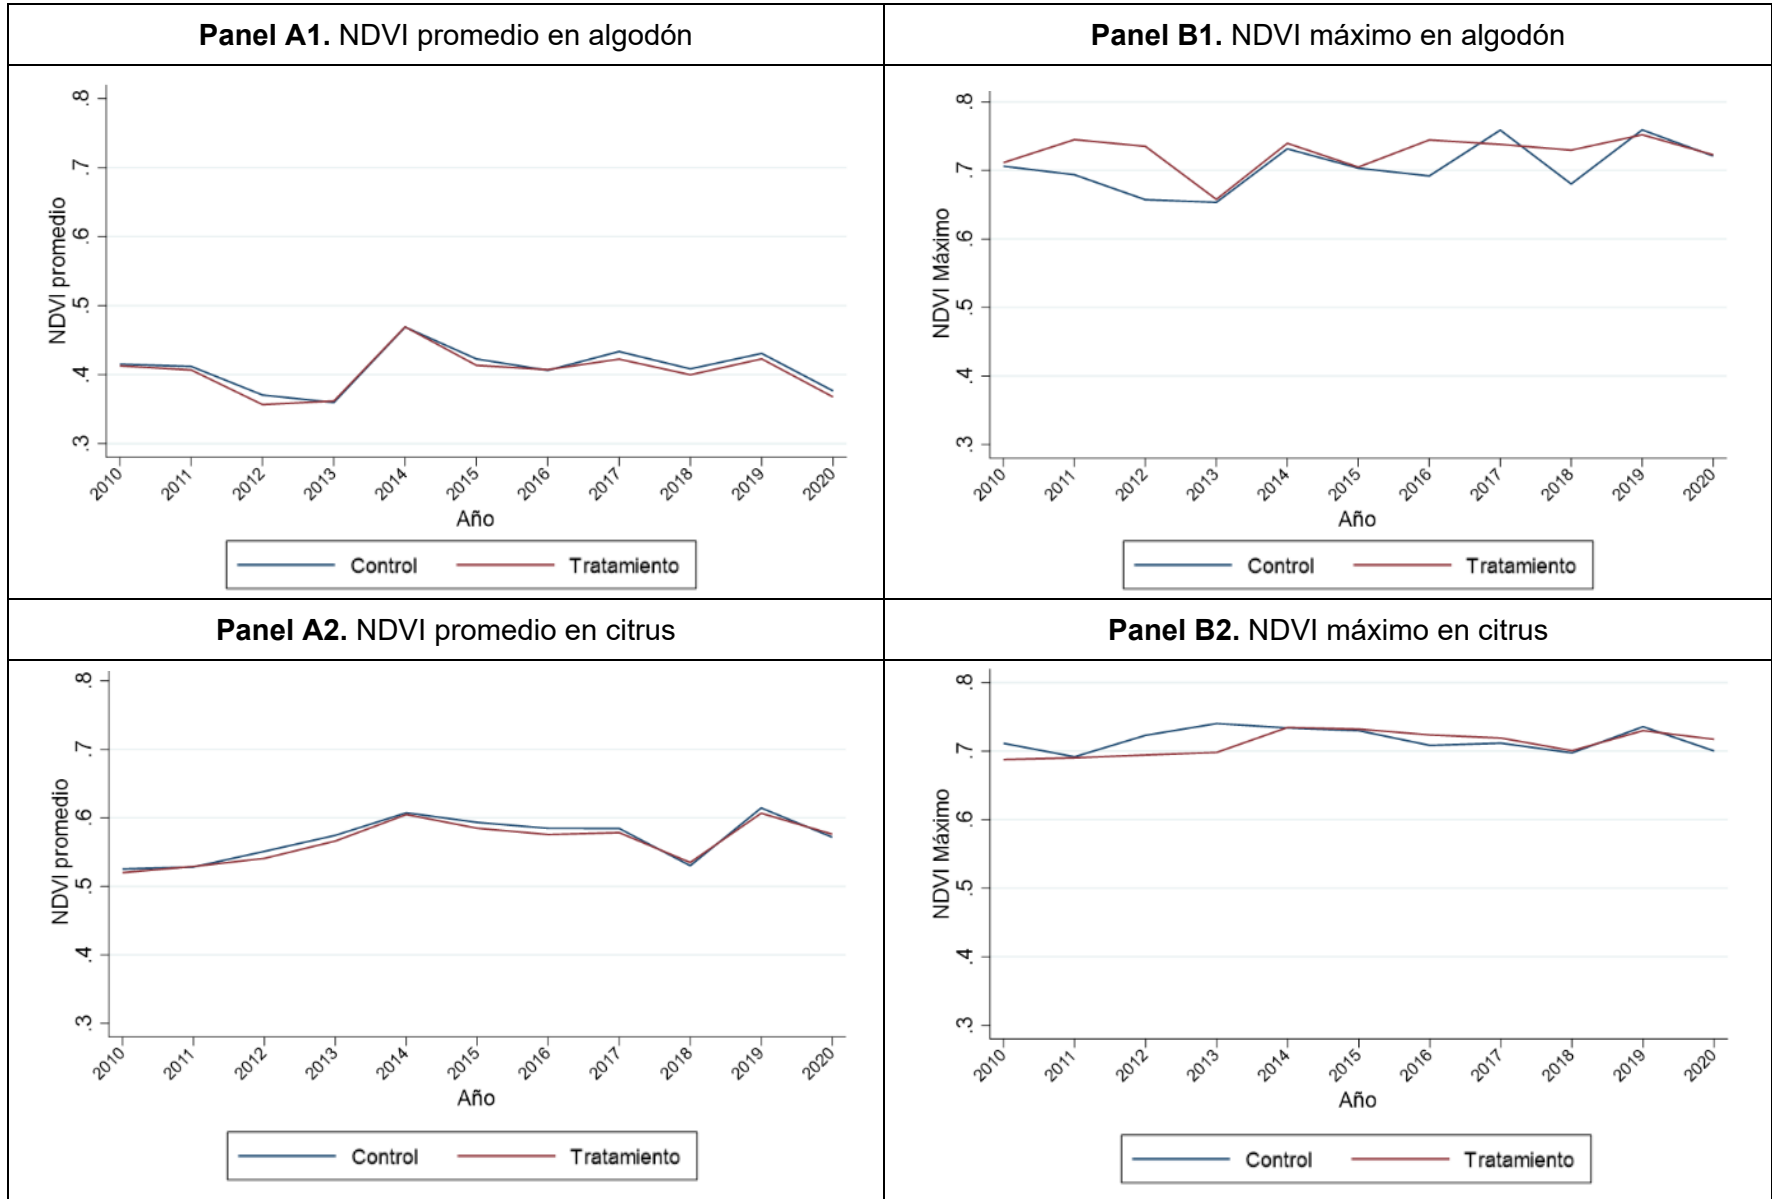 Panel A1. NDVI promedio en algodón
.8
.7
.6
.5
.4
.3
NDVI promedio
2010 2011 2012 2013 2014 2015 2016 2017 2018 2019 2020
Año
Control Tratamiento
Panel B1. NDVI máximo en algodón
.8
.7
.6
.5
.4
.3
NDVI Máximo
2010 2011 2012 2013 2014 2015 2016 2017 2018 2019 2020
Año
Control Tratamiento
Panel A2. NDVI promedio en citrus
.8
.7
.6
.5
.4
.3
NDVI promedio
2010 2011 2012 2013 2014 2015 2016 2017 2018 2019 2020
Año
Control Tratamiento
Panel B2. NDVI máximo en citrus
.8
.7
.6
.5
.4
.3
NDVI Máximo
2010 2011 2012 2013 2014 2015 2016 2017 2018 2019 2020
Año
Control Tratamiento